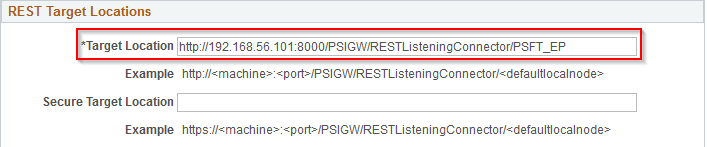 REST Target Locations
*Target Location http://192.168.56.101:8000/PSIGW/RESTListeningConnector/PSFT_EP
Example http://<machine>:<port>/PSIGW/RESTListeningConnector/<defaultlocalnode>
Secure Target Location
Example https://<machine>:<port>/PSIGW/RESTListeningConnector/<defaultlocalnode>